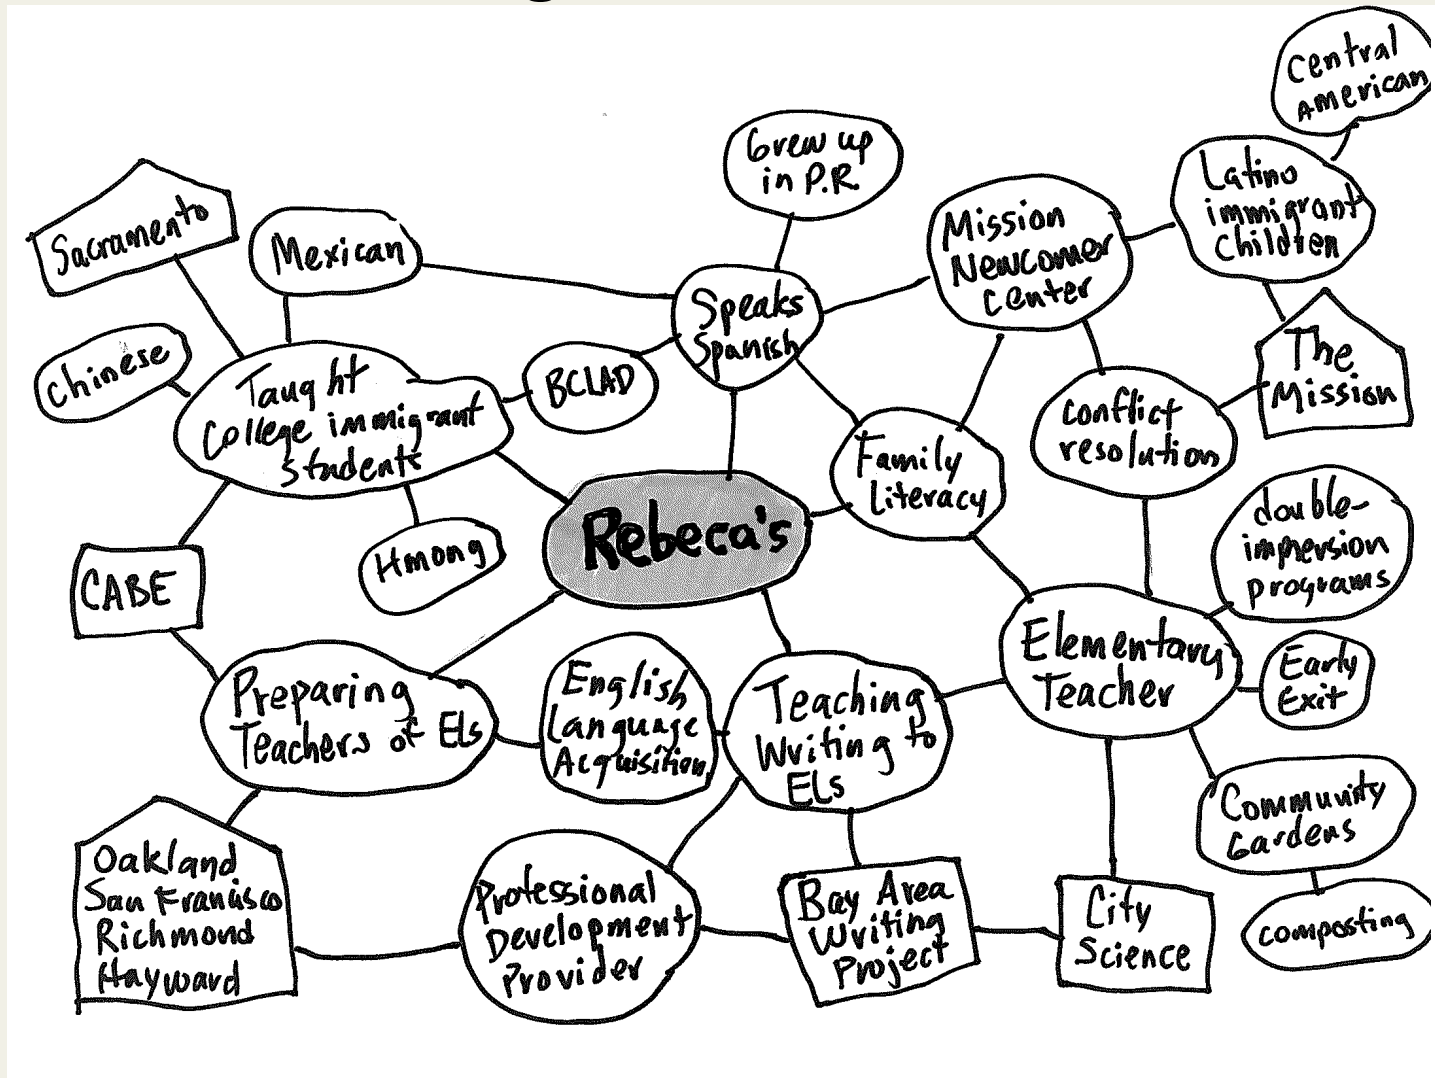 Central
American
Grew up
in P.R.
Latino
immigrant
children
Mission
Newcomer
Center
Sacramento
Mexican
Speaks
Spanish
The
Mission
Chinese
Taught
College immigrant
students
BCLAD
conflict
resolution
Family
Literacy
double-
immersion
programs
Rebeca's
Hmong
CABE
Elementary
Teacher
Early
Exit
Preparing
Teachers of ELs
English
Language
Acquisition
Teaching
Writing to
ELs
Community
Gardens
composting
Oakland
San Francisco
Richmond
Hayward
Professional
Development
Provider
Bay Area
Writing
Project
City
Science